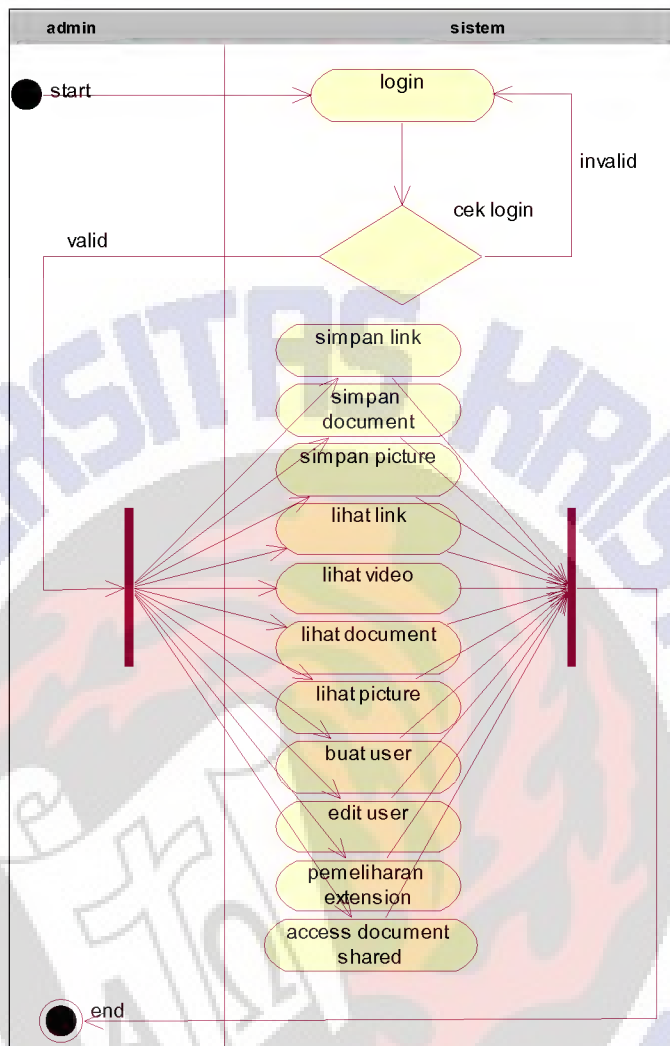 admin
sistem
start
login
invalid
cek login
valid
simpan link
simpan
document
simpan picture
lihat link
lihat video
lihat document
lihat picture
buat user
edit user
pemeliharan
extension
access document
shared
end